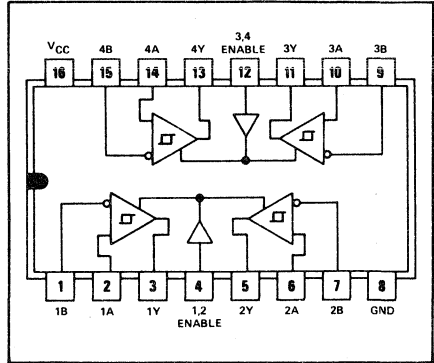 VCC 4B 4A 4Y 3,4 ENABLE 3Y 3A 3B
16 15 14 13 12 11 10 9
1 2 3 4 5 6 7 8
1B 1A 1Y 1,2 ENABLE 2Y 2A 2B GND